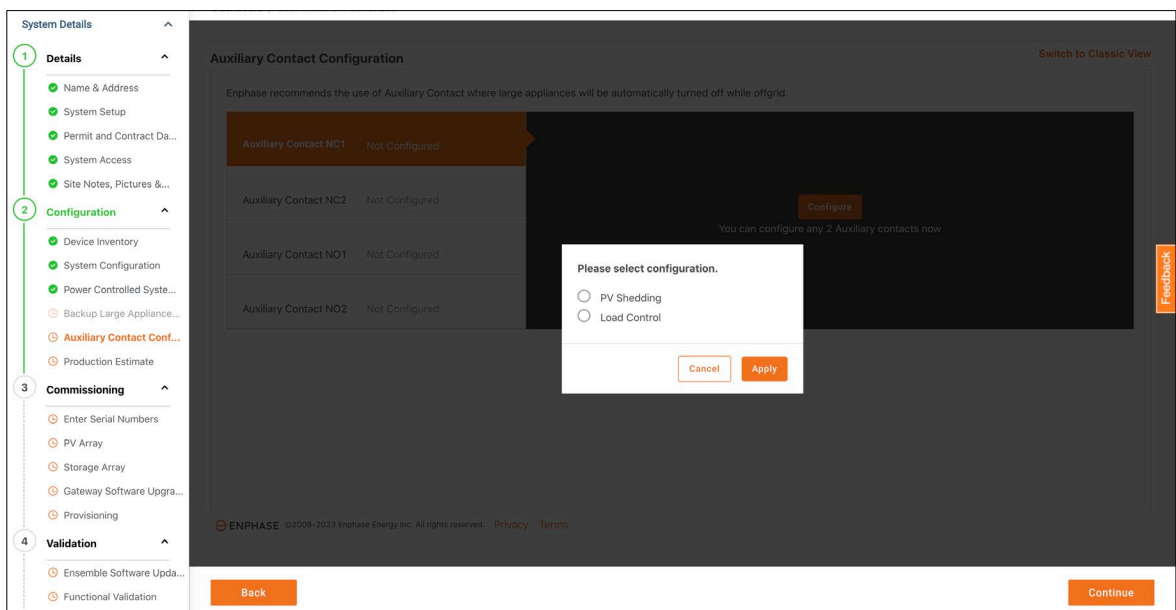 System Details
1
Details
Name & Address
System Setup
Permit and Contract Da...
System Access
Site Notes, Pictures &...
2
Configuration
Device Inventory
System Configuration
Power Controlled Syste...
Backup Large Appliance...
Auxiliary Contact Conf...
Production Estimate
3
Commissioning
Enter Serial Numbers
PV Array
Storage Array
Gateway Software Upgra...
Provisioning
4
Validation
Ensemble Software Upda...
Functional Validation
Auxiliary Contact Configuration
Switch to Classic View
Enphase recommends the use of Auxiliary Contact where large appliances will be automatically turned off while offgrid.
Auxiliary Contact NC1 Not Configured
Auxiliary Contact NC2 Not Configured
Auxiliary Contact NO1 Not Configured
Auxiliary Contact NO2 Not Configured
Configure
You can configure any 2 Auxiliary contacts now
Please select configuration.
PV Shedding
Load Control
Cancel Apply
Feedback
ENPHASE ©2008-2023 Enphase Energy Inc. All rights reserved. Privacy Terms
Back Continue